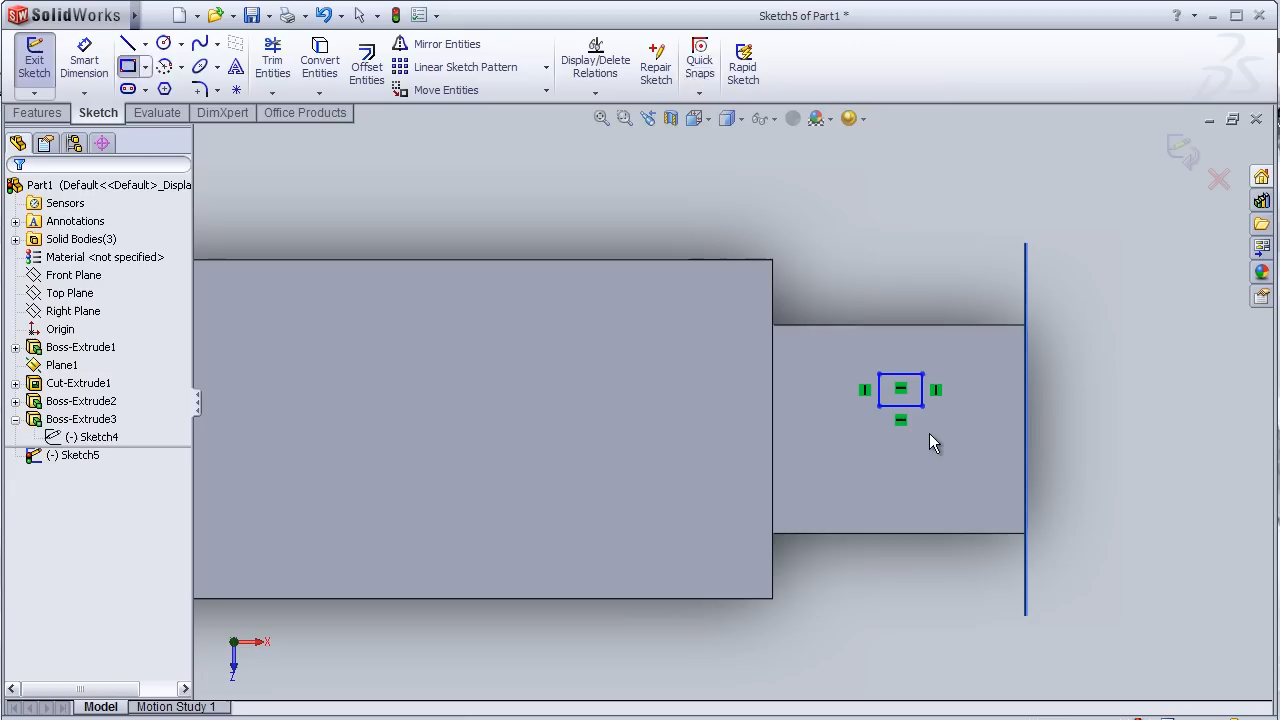 SolidWorks
Sketch5 of Part1 *
?
Exit Sketch
Smart Dimension
Trim Entities
Convert Entities
Offset Entities
Mirror Entities
Linear Sketch Pattern
Move Entities
Display/Delete Relations
Repair Sketch
Quick Snaps
Rapid Sketch
Features
Sketch
Evaluate
DimXpert
Office Products
Part1 (Default<<Default>_Displa
Sensors
Annotations
Solid Bodies(3)
Material <not specified>
Front Plane
Top Plane
Right Plane
Origin
Boss-Extrude1
Plane1
Cut-Extrude1
Boss-Extrude2
Boss-Extrude3
(-) Sketch4
(-) Sketch5
X
Z
Model
Motion Study 1